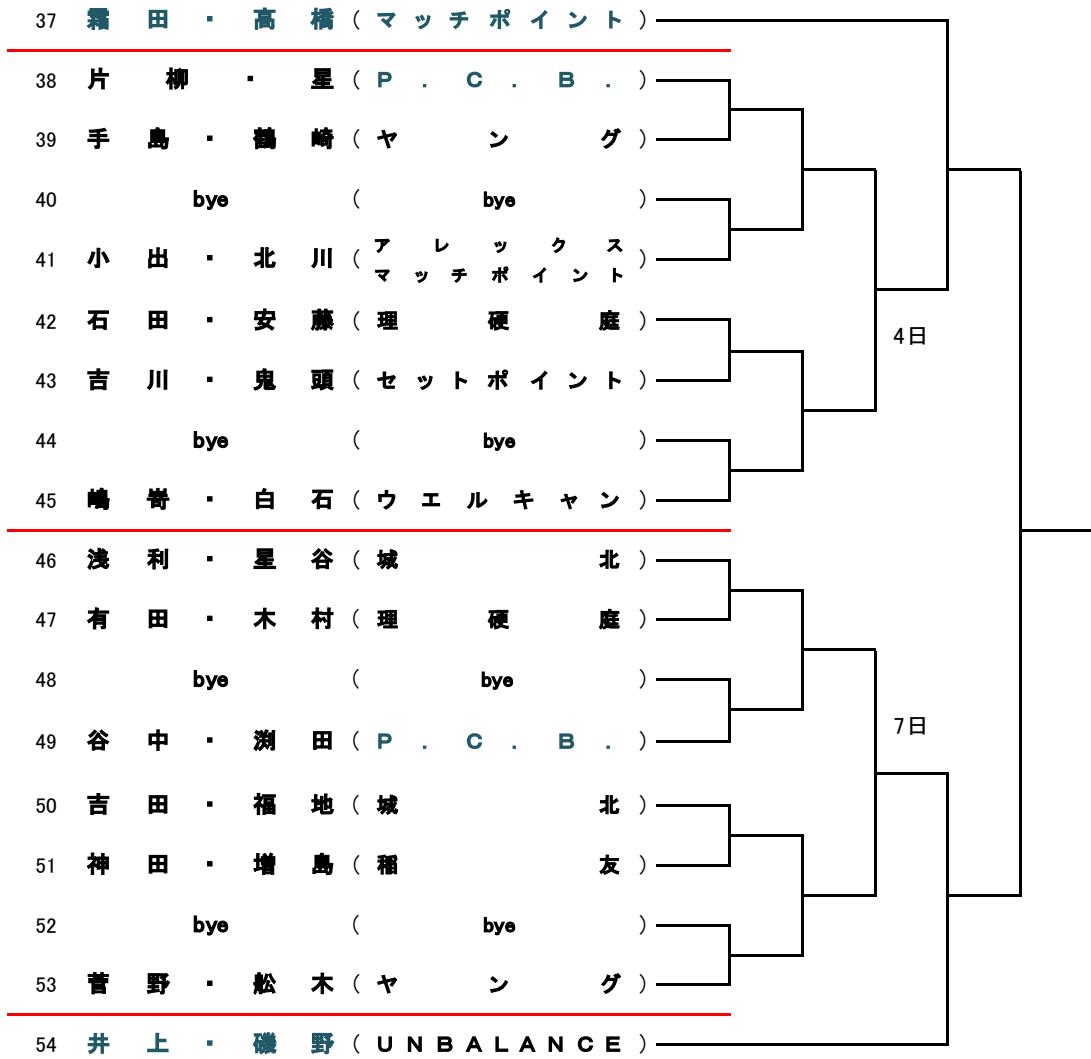 37 霜田・高橋 (マッチポイント)
38 片柳・星 (P.C.B.)
39 手島・鶴崎 (ヤング)
40 bye (bye)
41 小出・北川 (アレックス
マッチポイント)
42 石田・安藤 (理硬庭)
4日
43 吉川・鬼頭 (セットポイント)
44 bye (bye)
45 嶋嵜・白石 (ウエルキャン)
46 浅利・星谷 (城北)
47 有田・木村 (理硬庭)
48 bye (bye)
7日
49 谷中・渕田 (P.C.B.)
50 吉田・福地 (城北)
51 神田・増島 (稲友)
52 bye (bye)
53 菅野・舩木 (ヤング)
54 井上・磯野 (UNBALANCE)